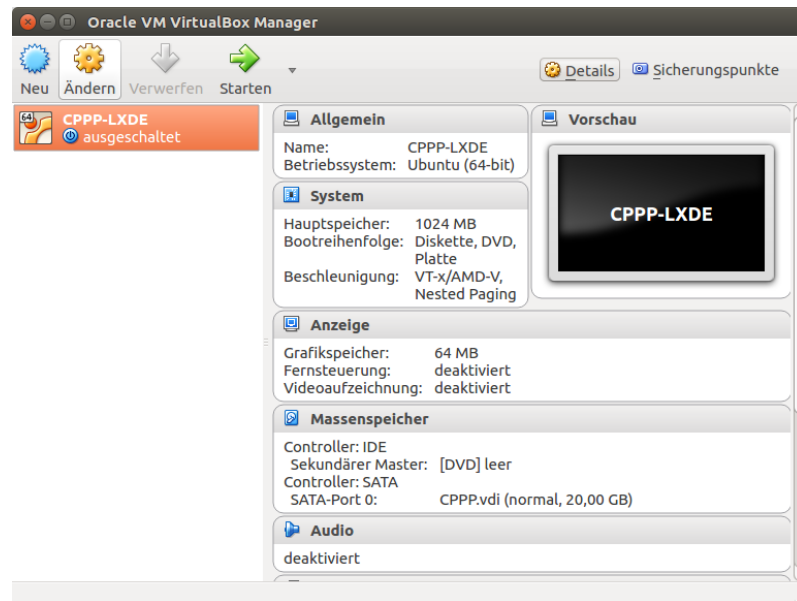 Oracle VM VirtualBox Manager
Neu
Ändern
Verwerfen
Starten
Details
Sicherungspunkte
64
CPPP-LXDE
ausgeschaltet
Allgemein
Name: CPPP-LXDE
Betriebssystem: Ubuntu (64-bit)
System
Hauptspeicher: 1024 MB
Bootreihenfolge: Diskette, DVD,
Platte
Beschleunigung: VT-x/AMD-V,
Nested Paging
Vorschau
CPPP-LXDE
Anzeige
Grafikspeicher: 64 MB
Fernsteuerung: deaktiviert
Videoaufzeichnung: deaktiviert
Massenspeicher
Controller: IDE
Sekundärer Master: [DVD] leer
Controller: SATA
SATA-Port 0: CPPP.vdi (normal, 20,00 GB)
Audio
deaktiviert